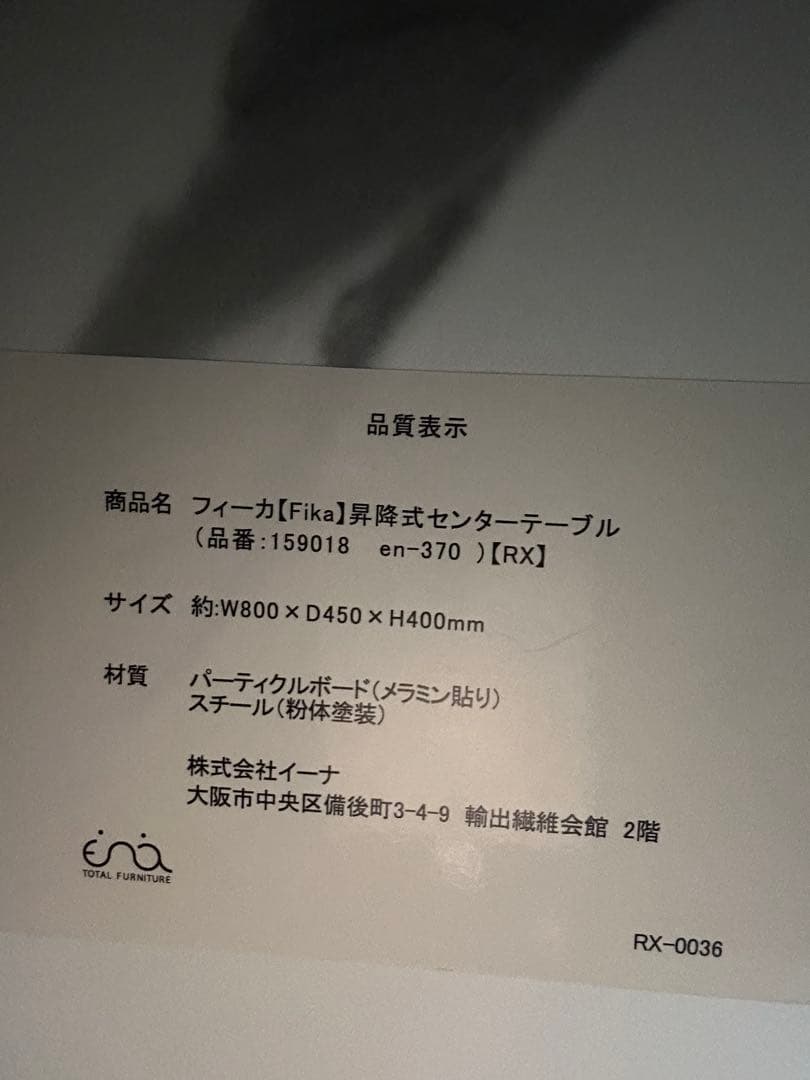 品質表示
商品名 フィーカ【Fika】昇降式センターテーブル
（品番:159018 en-370 ）【RX】
サイズ 約:W800×D450×H400mm
材質 パーティクルボード（メラミン貼り）
スチール（粉体塗装）
株式会社イーナ
大阪市中央区備後町3-4-9 輸出繊維会館 2階
ena
TOTAL FURNITURE
RX-0036